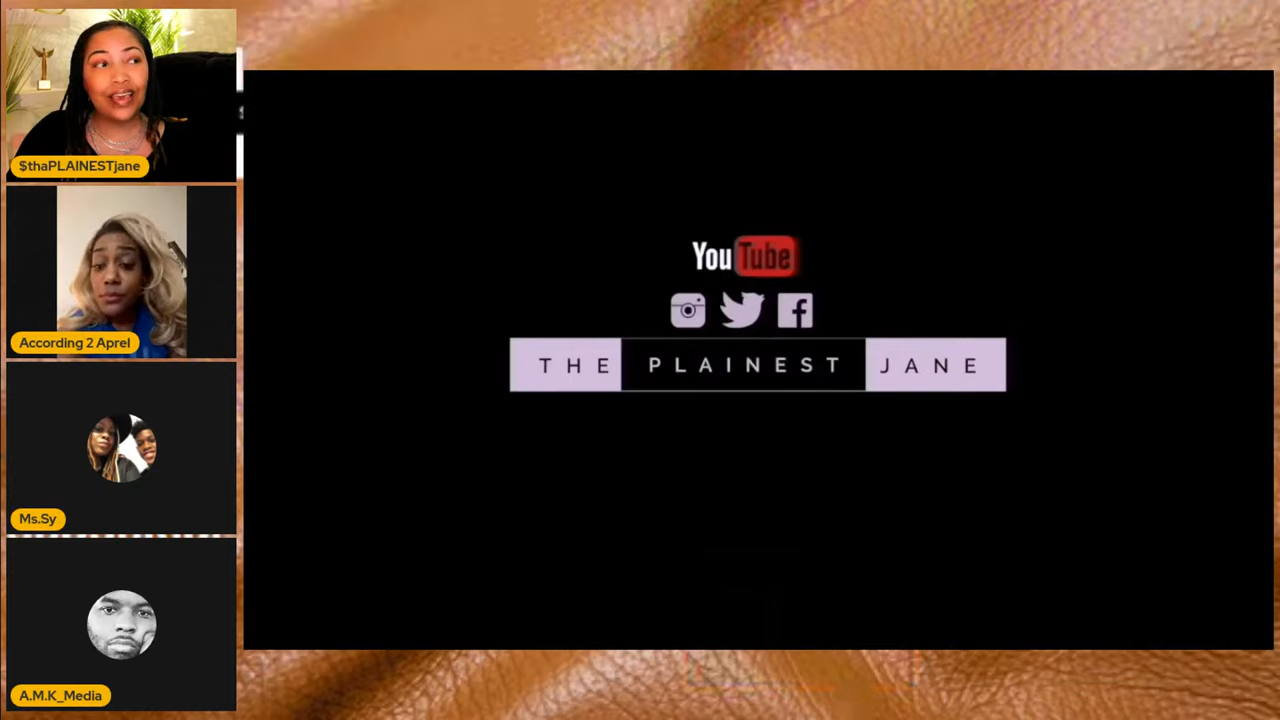 $thaPLAINESTjane
According 2 Aprel
Ms.Sy
A.M.K_Media
YouTube
THE PLAINEST JANE